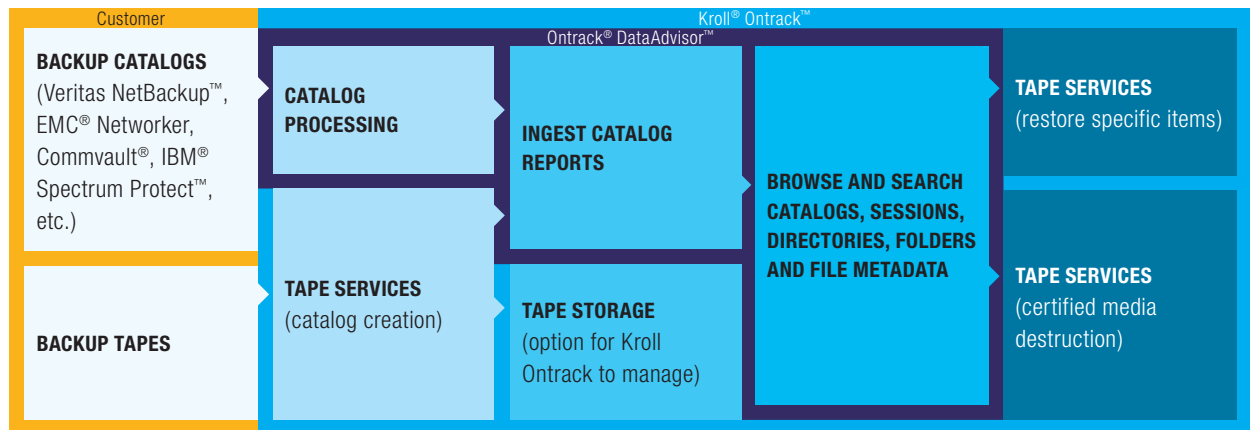 Customer
Kroll® Ontrack™
Ontrack® DataAdvisor™
BACKUP CATALOGS
(Veritas NetBackup™,
EMC® Networker,
Commvault®, IBM®
Spectrum Protect™,
etc.)
BACKUP TAPES
CATALOG
PROCESSING
TAPE SERVICES
(catalog creation)
INGEST CATALOG
REPORTS
TAPE STORAGE
(option for Kroll
Ontrack to manage)
BROWSE AND SEARCH
CATALOGS, SESSIONS,
DIRECTORIES, FOLDERS
AND FILE METADATA
TAPE SERVICES
(restore specific items)
TAPE SERVICES
(certified media
destruction)